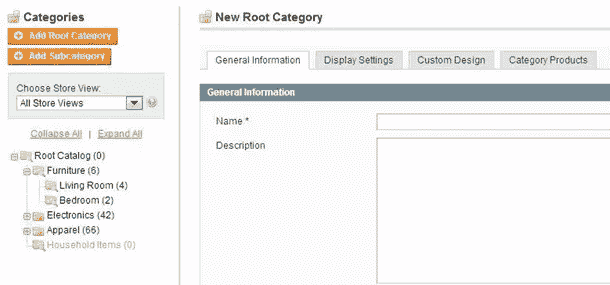 Categories
Add Root Category
Add Subcategory
Choose Store View:
All Store Views
Collapse All | Expand All
Root Catalog (0)
Furniture (6)
Living Room (4)
Bedroom (2)
Electronics (42)
Apparel (66)
Household Items (0)
New Root Category
General Information
Display Settings
Custom Design
Category Products
General Information
Name *
Description